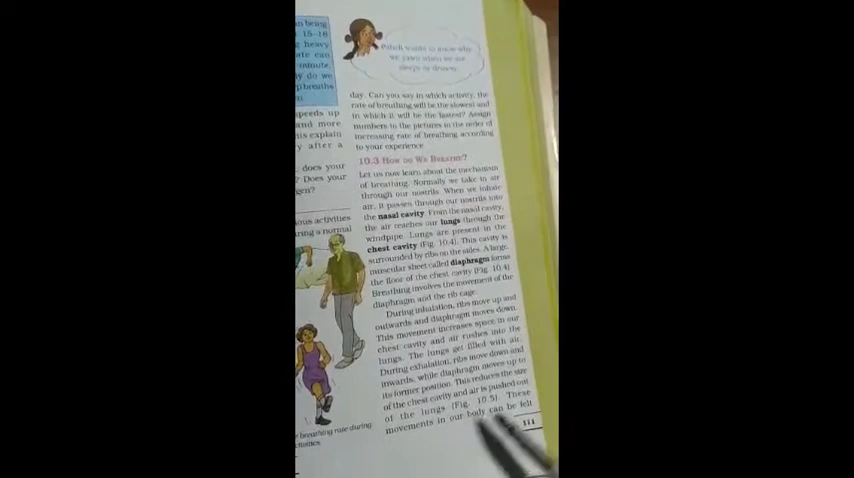 an being
15–16
g heavy
ate can
minute.
y do we
breaths
speeds up
and more
is explain
y after a
does your
? Does your
gen?
ious activities
ring a normal
breathing rate during
ctivities
wants to know why
we yawn when we are
sleepy or drowsy.
day. Can you say in which activity, the
rate of breathing will be the slowest and
in which it will be the fastest? Assign
numbers to the pictures in the order of
increasing rate of breathing according
to your experience.
10.3 HOW DO WE BREATHE?
Let us now learn about the mechanism
of breathing. Normally we take in air
through our nostrils. When we inhale
air, it passes through our nostrils into
the nasal cavity. From the nasal cavity,
the air reaches our lungs through the
windpipe. Lungs are present in the
chest cavity (Fig. 10.4). This cavity is
surrounded by ribs on the sides. A large,
muscular sheet called diaphragm forms
the floor of the chest cavity (Fig. 10.4).
Breathing involves the movement of the
diaphragm and the rib cage.
During inhalation, ribs move up and
outwards and diaphragm moves down.
This movement increases space in our
chest cavity and air rushes into the
lungs. The lungs get filled with air.
During exhalation, ribs move down and
inwards, while diaphragm moves up to
its former position. This reduces the size
of the chest cavity and air is pushed out
of the lungs (Fig. 10.5). These
movements in our body can be felt
111